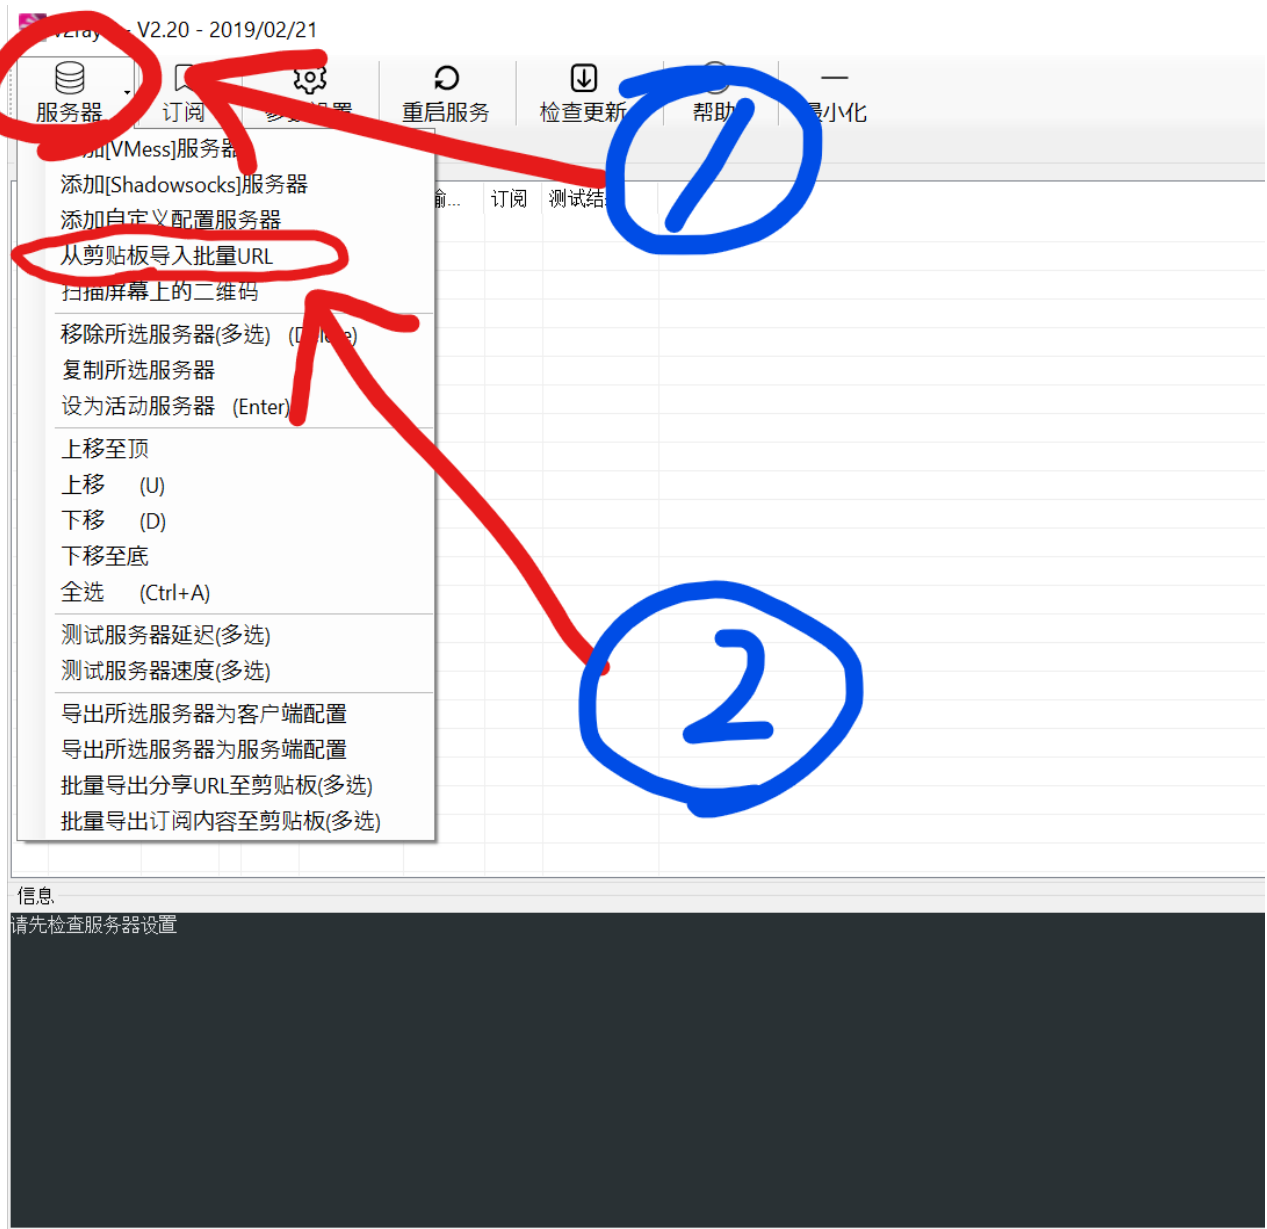 V2.20 - 2019/02/21
服务器 订阅 重启服务 检查更新 帮助 最小化
加[VMess]服务器
添加[Shadowsocks]服务器
添加自定义配置服务器
从剪贴板导入批量URL
扫描屏幕上的二维码
移除所选服务器(多选)
复制所选服务器
设为活动服务器 (Enter)
上移至顶
上移 (U)
下移 (D)
下移至底
全选 (Ctrl+A)
测试服务器延迟(多选)
测试服务器速度(多选)
导出所选服务器为客户端配置
导出所选服务器为服务端配置
批量导出分享URL至剪贴板(多选)
批量导出订阅内容至剪贴板(多选)
输... 订阅 测试结
1
2
信息
请先检查服务器设置